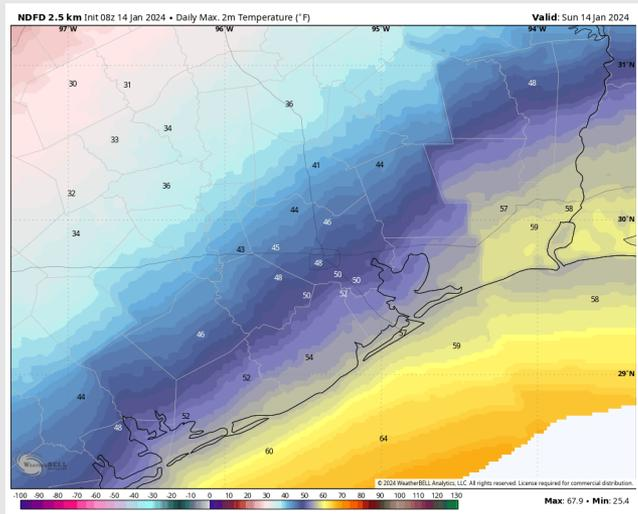 NDFD 2.5 km Init 08z 14 Jan 2024 • Daily Max. 2m Temperature (°F)
Valid: Sun 14 Jan 2024
97°W 96°W 95°W 94°W
31°N
30 31 48
36
33 34
41 44
32 36
44 57 58
30°N
34 46 59
43 45
48
48 50 50
50 52
58
57
46 59
54
29°N
52
44
52
48
64
60
WeatherBELL
© 2024 WeatherBELL Analytics, LLC. All rights reserved. License required for commercial distribution.
-100 -90 -80 -70 -60 -50 -40 -30 -20 -10 0 10 20 30 40 50 60 70 80 90 100 110 120 130
Max: 67.9 • Min: 25.4